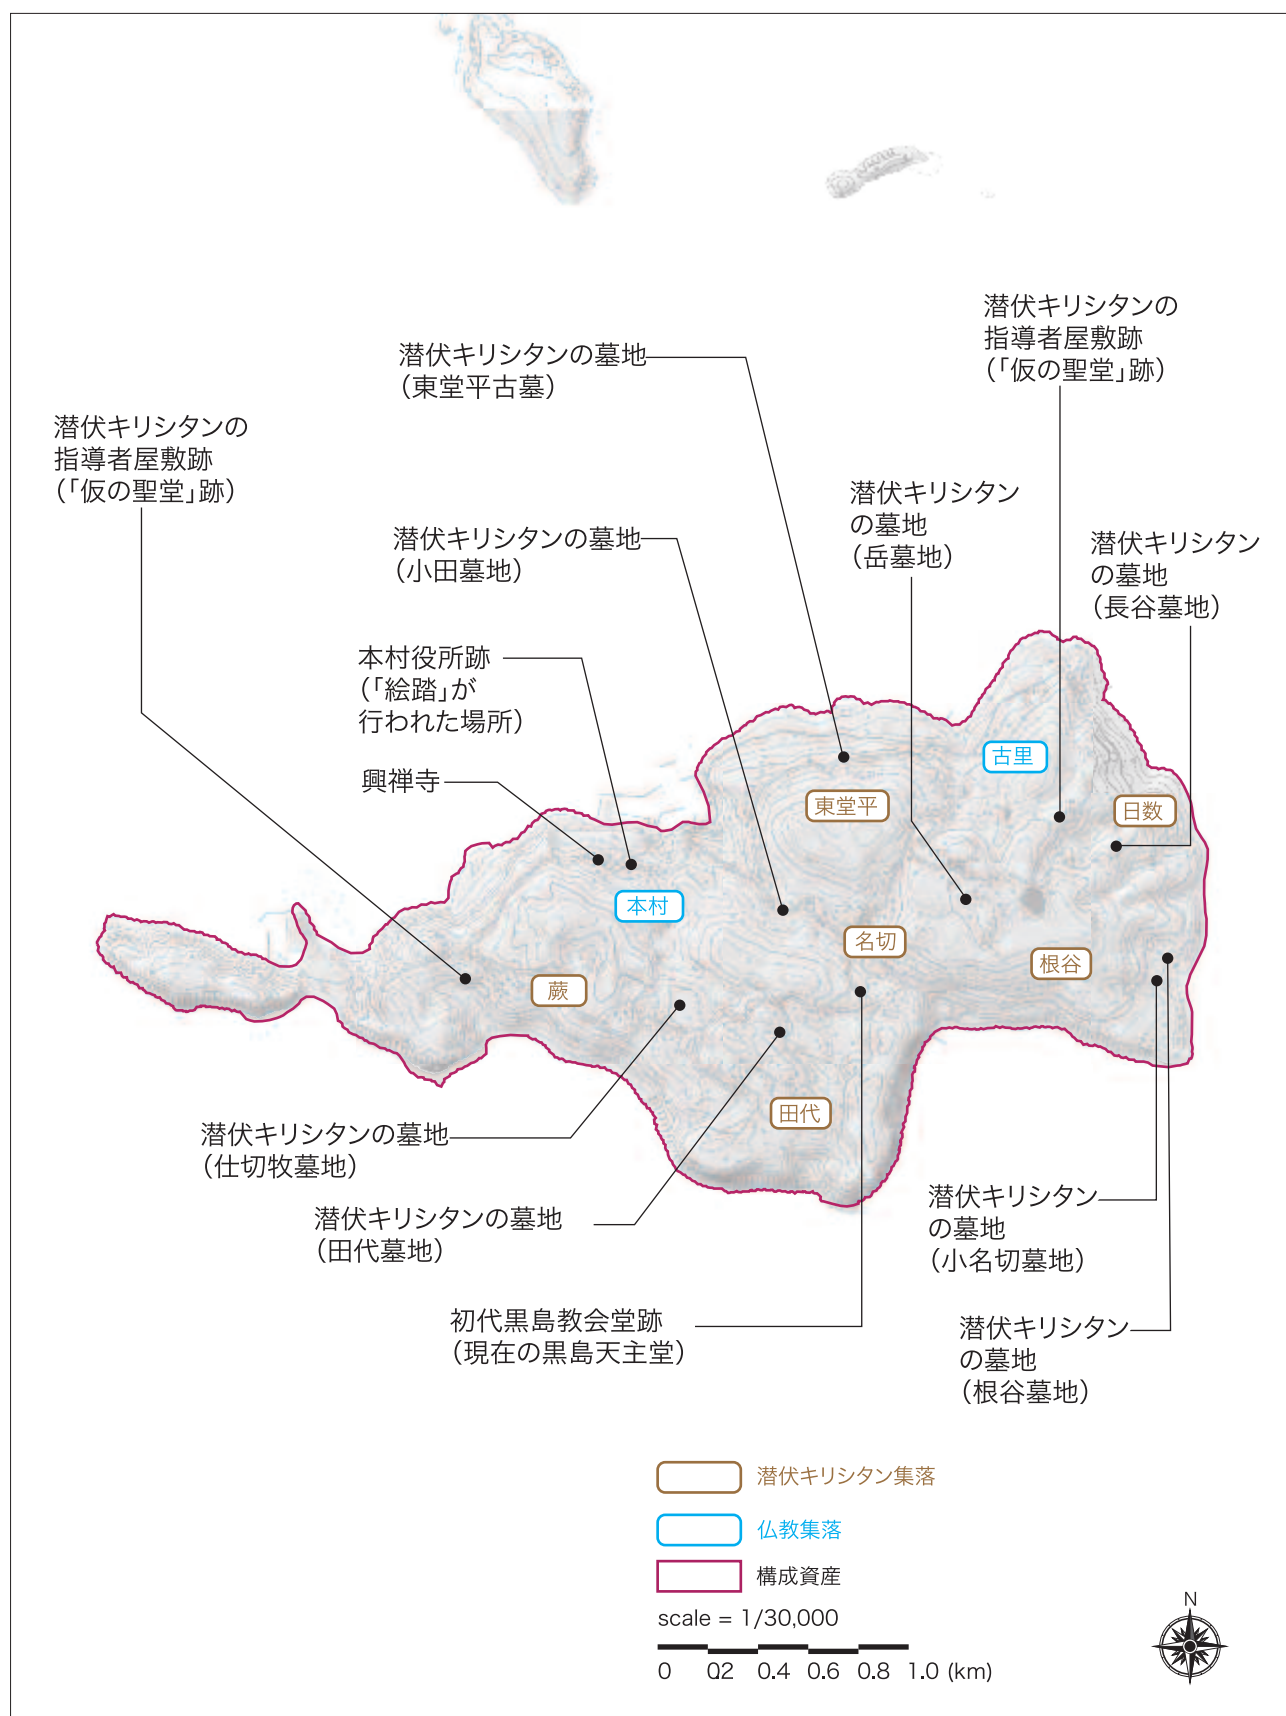 潜伏キリシタンの
指導者屋敷跡
（「仮の聖堂」跡）
潜伏キリシタンの墓地
（東堂平古墓）
潜伏キリシタンの
指導者屋敷跡
（「仮の聖堂」跡）
潜伏キリシタン
の墓地
（岳墓地）
潜伏キリシタンの墓地
（小田墓地）
潜伏キリシタン
の墓地
（長谷墓地）
本村役所跡
（「絵踏」が
行われた場所）
興禅寺
古里
東堂平
日数
本村
名切
根谷
蕨
田代
潜伏キリシタンの墓地
（仕切牧墓地）
潜伏キリシタンの墓地
（田代墓地）
潜伏キリシタン
の墓地
（小名切墓地）
初代黒島教会堂跡
（現在の黒島天主堂）
潜伏キリシタン
の墓地
（根谷墓地）
潜伏キリシタン集落
仏教集落
構成資産
scale = 1/30,000
0 0.2 0.4 0.6 0.8 1.0 (km)
N